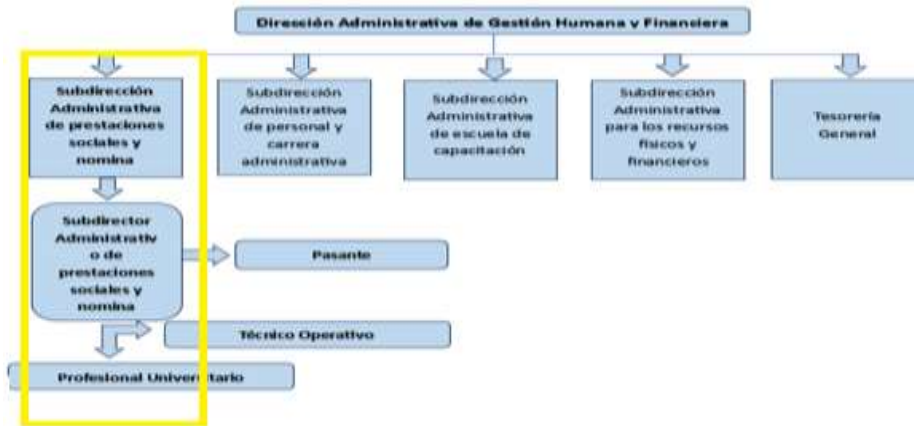 Dirección Administrativa de Gestión Humana y Financiera
Subdirección
Administrativa
de prestaciones
sociales y
nomina
Subdirección
Administrativa
de personal y
carrera
administrativa
Subdirección
Administrativa
de escuela de
capacitación
Subdirección
Administrativa
para los recursos
físicos y
financieros
Tesorería
General
Subdirector
Administrativ
o de
prestaciones
sociales y
nomina
Pasante
Técnico Operativo
Profesional Universitario